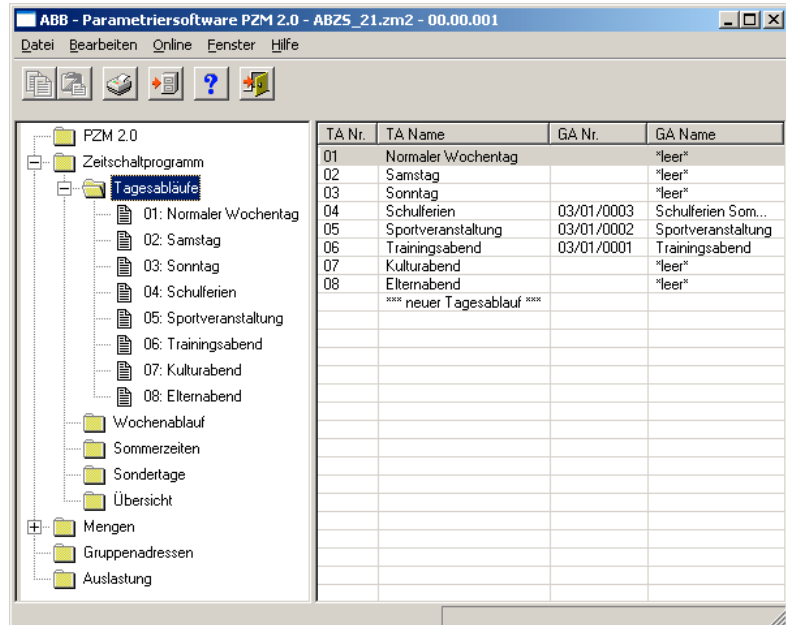 ABB - Parametriersoftware PZM 2.0 - ABZS_21.zm2 - 00.00.001
Datei Bearbeiten Online Fenster Hilfe
PZM 2.0
Zeitschaltprogramm
Tagesabläufe
01: Normaler Wochentag
02: Samstag
03: Sonntag
04: Schulferien
05: Sportveranstaltung
06: Trainingsabend
07: Kulturabend
08: Elternabend
Wochenablauf
Sommerzeiten
Sondertage
Übersicht
Mengen
Gruppenadressen
Auslastung
TA Nr. TA Name GA Nr. GA Name
01 Normaler Wochentag *leer*
02 Samstag *leer*
03 Sonntag *leer*
04 Schulferien 03/01/0003 Schulferien Som...
05 Sportveranstaltung 03/01/0002 Sportveranstaltung
06 Trainingsabend 03/01/0001 Trainingsabend
07 Kulturabend *leer*
08 Elternabend *leer*
*** neuer Tagesablauf ***